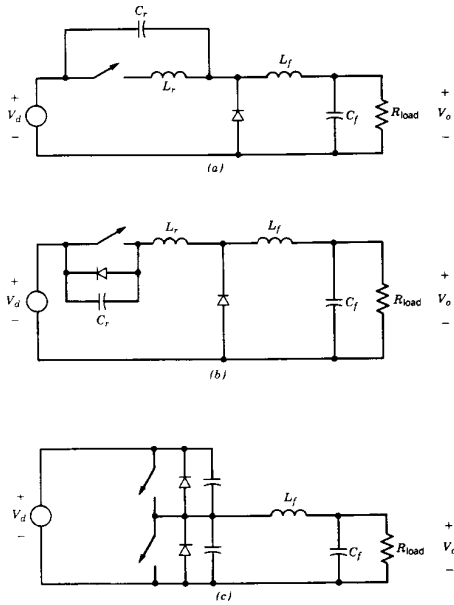 C_r
L_r
L_f
+
V_d
−
C_f
R_load
+
V_o
−
(a)
L_r
L_f
+
V_d
−
C_r
C_f
R_load
+
V_o
−
(b)
L_f
+
V_d
−
C_f
R_load
+
V_o
−
(c)